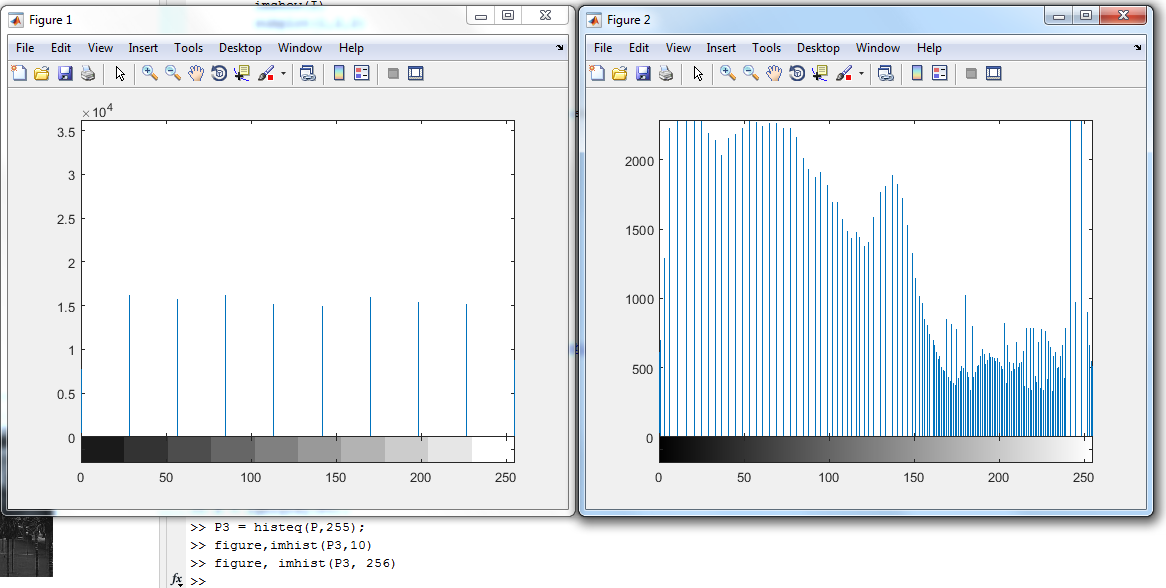 imshow(I)
Figure 1
File Edit View Insert Tools Desktop Window Help
×10^4
3.5
3
2.5
2
1.5
1
0.5
0
0 50 100 150 200 250
Figure 2
File Edit View Insert Tools Desktop Window Help
2000
1500
1000
500
0
0 50 100 150 200 250
>> P3 = histeq(P,255);
>> figure,imhist(P3,10)
>> figure, imhist(P3, 256)
fx >>